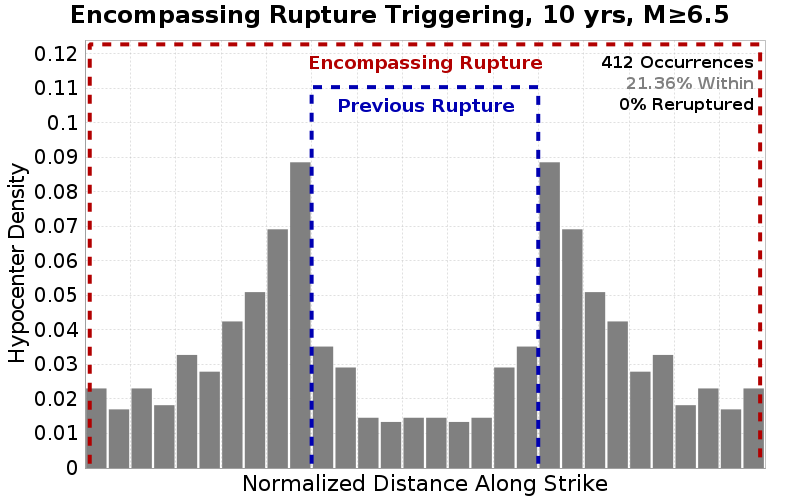 Encompassing Rupture Triggering, 10 yrs, M≥6.5
Encompassing Rupture
Previous Rupture
412 Occurrences
21.36% Within
0% Reruptured
Hypocenter Density
0.12
0.11
0.1
0.09
0.08
0.07
0.06
0.05
0.04
0.03
0.02
0.01
0
Normalized Distance Along Strike